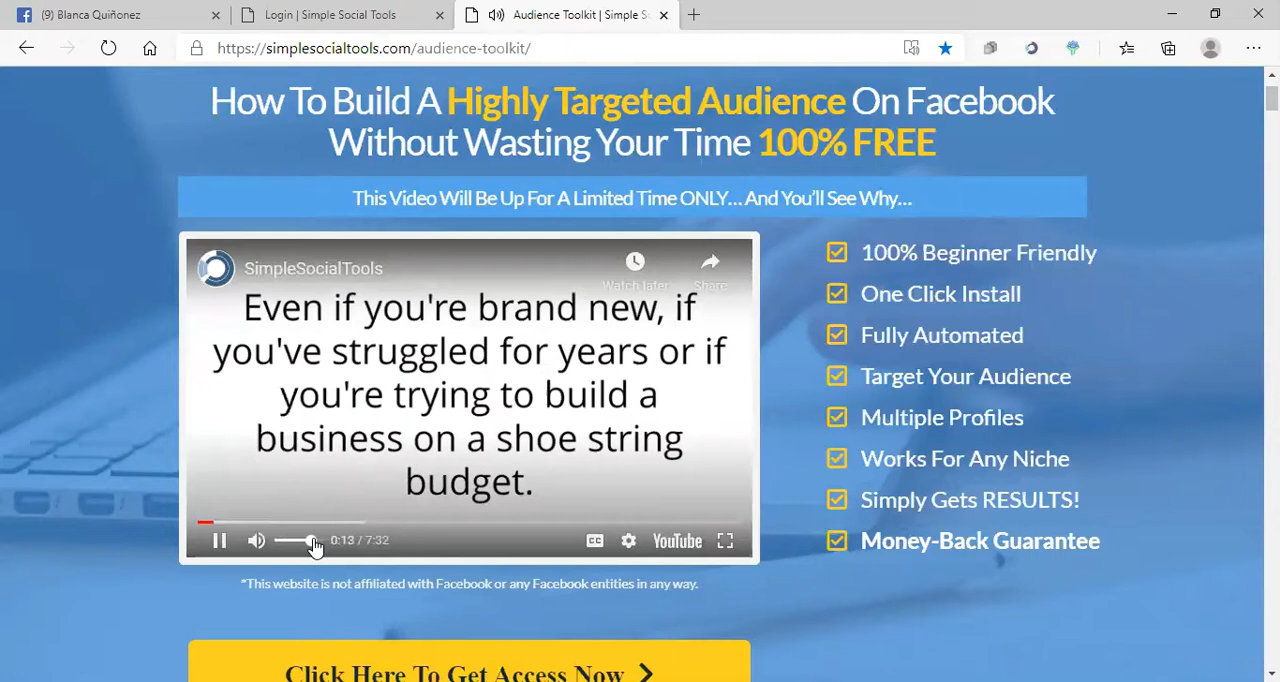 (9) Blanca Quiñonez
Login | Simple Social Tools
Audience Toolkit | Simple S
https://simplesocialtools.com/audience-toolkit/
How To Build A Highly Targeted Audience On Facebook
Without Wasting Your Time 100% FREE
This Video Will Be Up For A Limited Time ONLY... And You'll See Why...
SimpleSocialTools
Watch later
Share
Even if you're brand new, if
you've struggled for years or if
you're trying to build a
business on a shoe string
budget.
0:13 / 7:32
CC
YouTube
*This website is not affiliated with Facebook or any Facebook entities in any way.
100% Beginner Friendly
One Click Install
Fully Automated
Target Your Audience
Multiple Profiles
Works For Any Niche
Simply Gets RESULTS!
Money-Back Guarantee
Click Here To Get Access Now